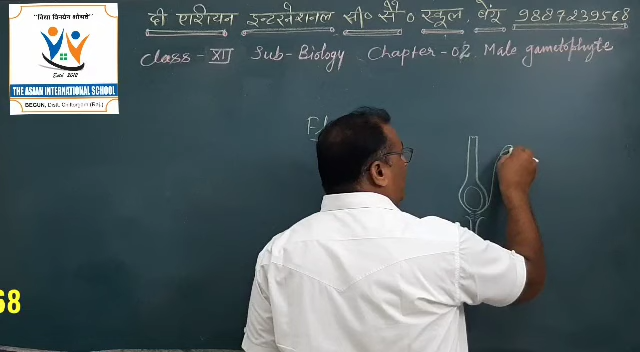 "विद्या विनयेन शोभते"
Estd 2012
THE ASIAN INTERNATIONAL SCHOOL
BEGUN, Distt. Chittorgarh (Raj.)
दी एशियन इन्टरनेशनल सी० सै० स्कूल, बेगूं 9887239568
Class - XII Sub - Biology Chapter - 02 Male gametophyte
68